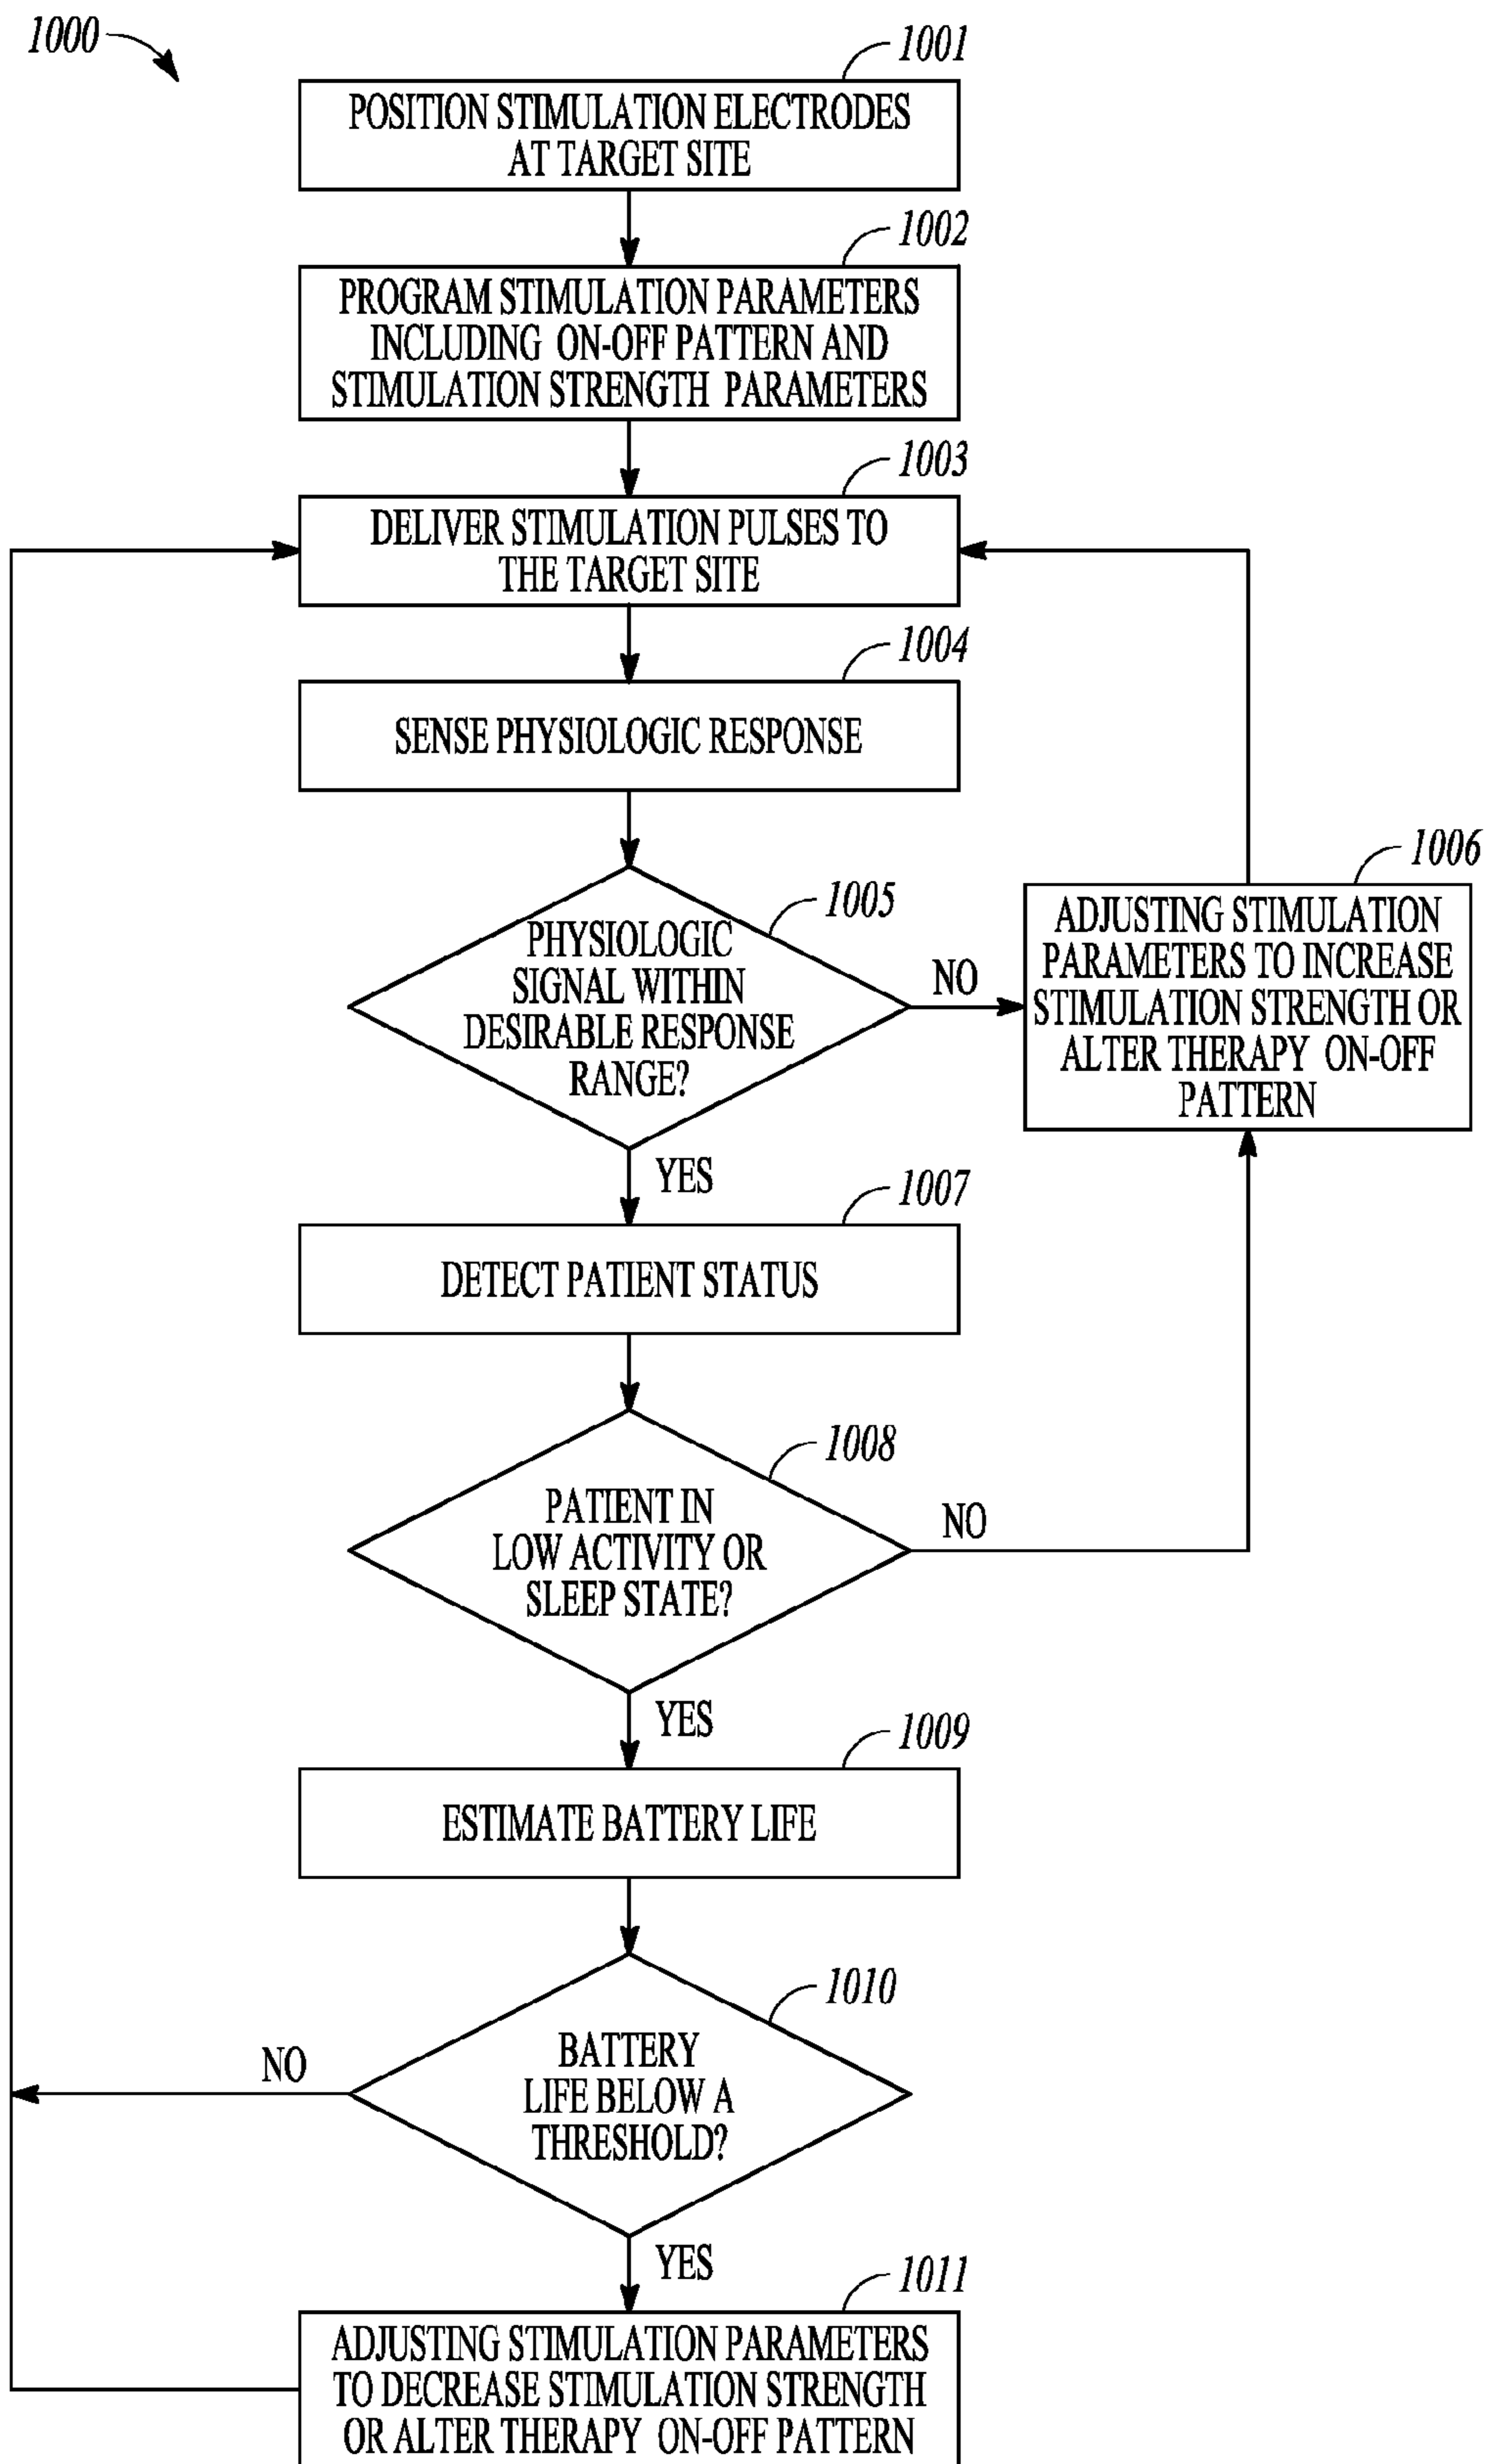 1000
1001
POSITION STIMULATION ELECTRODES
AT TARGET SITE
1002
PROGRAM STIMULATION PARAMETERS
INCLUDING ON-OFF PATTERN AND
STIMULATION STRENGTH PARAMETERS
1003
DELIVER STIMULATION PULSES TO
THE TARGET SITE
1004
SENSE PHYSIOLOGIC RESPONSE
1005
PHYSIOLOGIC
SIGNAL WITHIN
DESIRABLE RESPONSE
RANGE?
NO
1006
ADJUSTING STIMULATION
PARAMETERS TO INCREASE
STIMULATION STRENGTH OR
ALTER THERAPY ON-OFF
PATTERN
YES
1007
DETECT PATIENT STATUS
1008
PATIENT IN
LOW ACTIVITY OR
SLEEP STATE?
NO
YES
1009
ESTIMATE BATTERY LIFE
1010
BATTERY
LIFE BELOW A
THRESHOLD?
NO
YES
1011
ADJUSTING STIMULATION PARAMETERS
TO DECREASE STIMULATION STRENGTH
OR ALTER THERAPY ON-OFF PATTERN